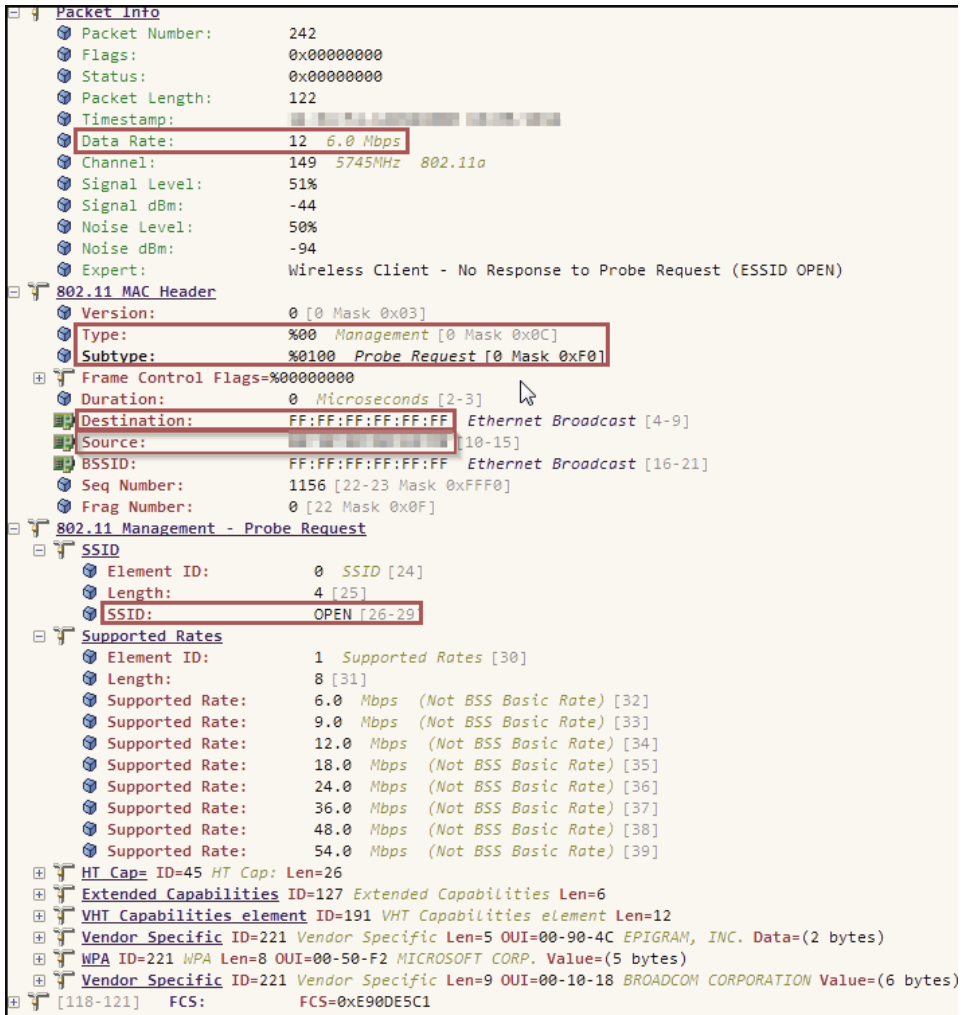 Packet Info
Packet Number: 242
Flags: 0x00000000
Status: 0x00000000
Packet Length: 122
Timestamp:
Data Rate: 12 6.0 Mbps
Channel: 149 5745MHz 802.11a
Signal Level: 51%
Signal dBm: -44
Noise Level: 50%
Noise dBm: -94
Expert: Wireless Client - No Response to Probe Request (ESSID OPEN)
802.11 MAC Header
Version: 0 [0 Mask 0x03]
Type: %00 Management [0 Mask 0x0C]
Subtype: %0100 Probe Request [0 Mask 0xF0]
Frame Control Flags=%00000000
Duration: 0 Microseconds [2-3]
Destination: FF:FF:FF:FF:FF:FF Ethernet Broadcast [4-9]
Source: [10-15]
BSSID: FF:FF:FF:FF:FF:FF Ethernet Broadcast [16-21]
Seq Number: 1156 [22-23 Mask 0xFFF0]
Frag Number: 0 [22 Mask 0x0F]
802.11 Management - Probe Request
SSID
Element ID: 0 SSID [24]
Length: 4 [25]
SSID: OPEN [26-29]
Supported Rates
Element ID: 1 Supported Rates [30]
Length: 8 [31]
Supported Rate: 6.0 Mbps (Not BSS Basic Rate) [32]
Supported Rate: 9.0 Mbps (Not BSS Basic Rate) [33]
Supported Rate: 12.0 Mbps (Not BSS Basic Rate) [34]
Supported Rate: 18.0 Mbps (Not BSS Basic Rate) [35]
Supported Rate: 24.0 Mbps (Not BSS Basic Rate) [36]
Supported Rate: 36.0 Mbps (Not BSS Basic Rate) [37]
Supported Rate: 48.0 Mbps (Not BSS Basic Rate) [38]
Supported Rate: 54.0 Mbps (Not BSS Basic Rate) [39]
HT Cap= ID=45 HT Cap: Len=26
Extended Capabilities ID=127 Extended Capabilities Len=6
VHT Capabilities element ID=191 VHT Capabilities element Len=12
Vendor Specific ID=221 Vendor Specific Len=5 OUI=00-90-4C EPIGRAM, INC. Data=(2 bytes)
WPA ID=221 WPA Len=8 OUI=00-50-F2 MICROSOFT CORP. Value=(5 bytes)
Vendor Specific ID=221 Vendor Specific Len=9 OUI=00-10-18 BROADCOM CORPORATION Value=(6 bytes)
[118-121] FCS: FCS=0xE90DE5C1